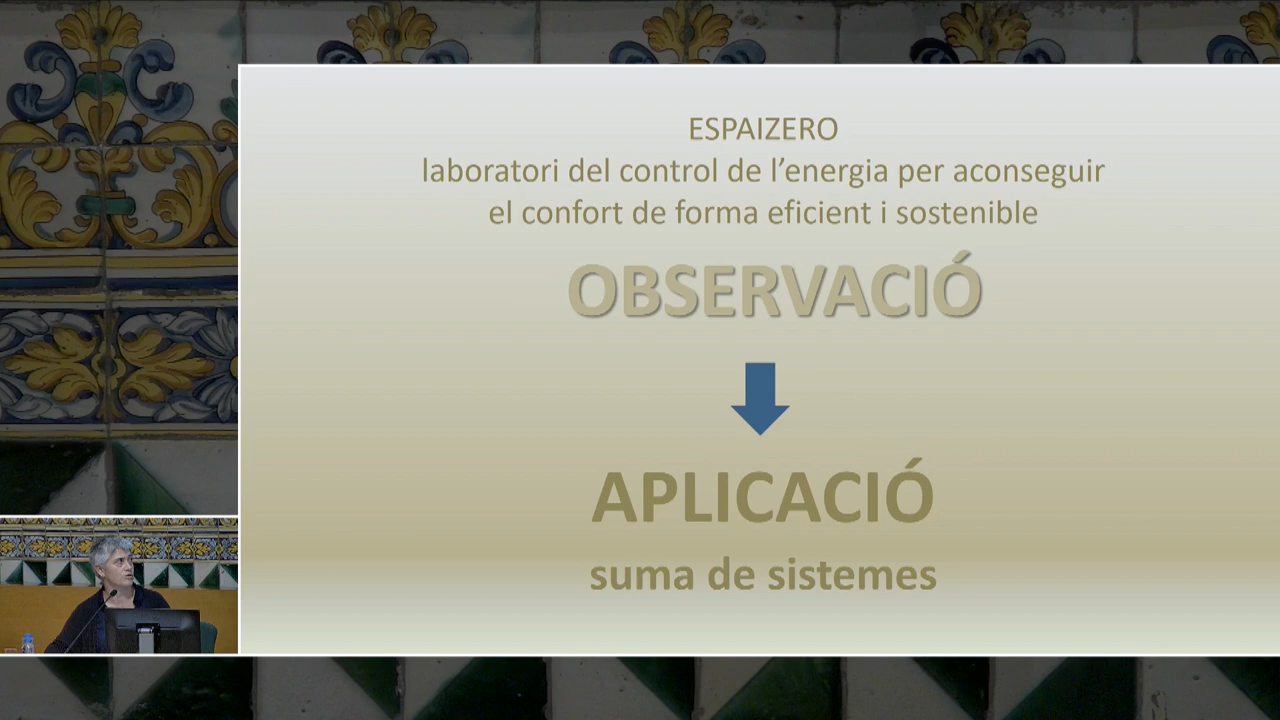 ESPAIZERO
laboratori del control de l’energia per aconseguir
el confort de forma eficient i sostenible
OBSERVACIÓ
APLICACIÓ
suma de sistemes